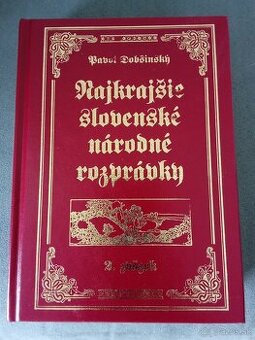 Pavol Dobšinský
Najkrajšie
slovenské
národné
rozprávky
2. zväzok